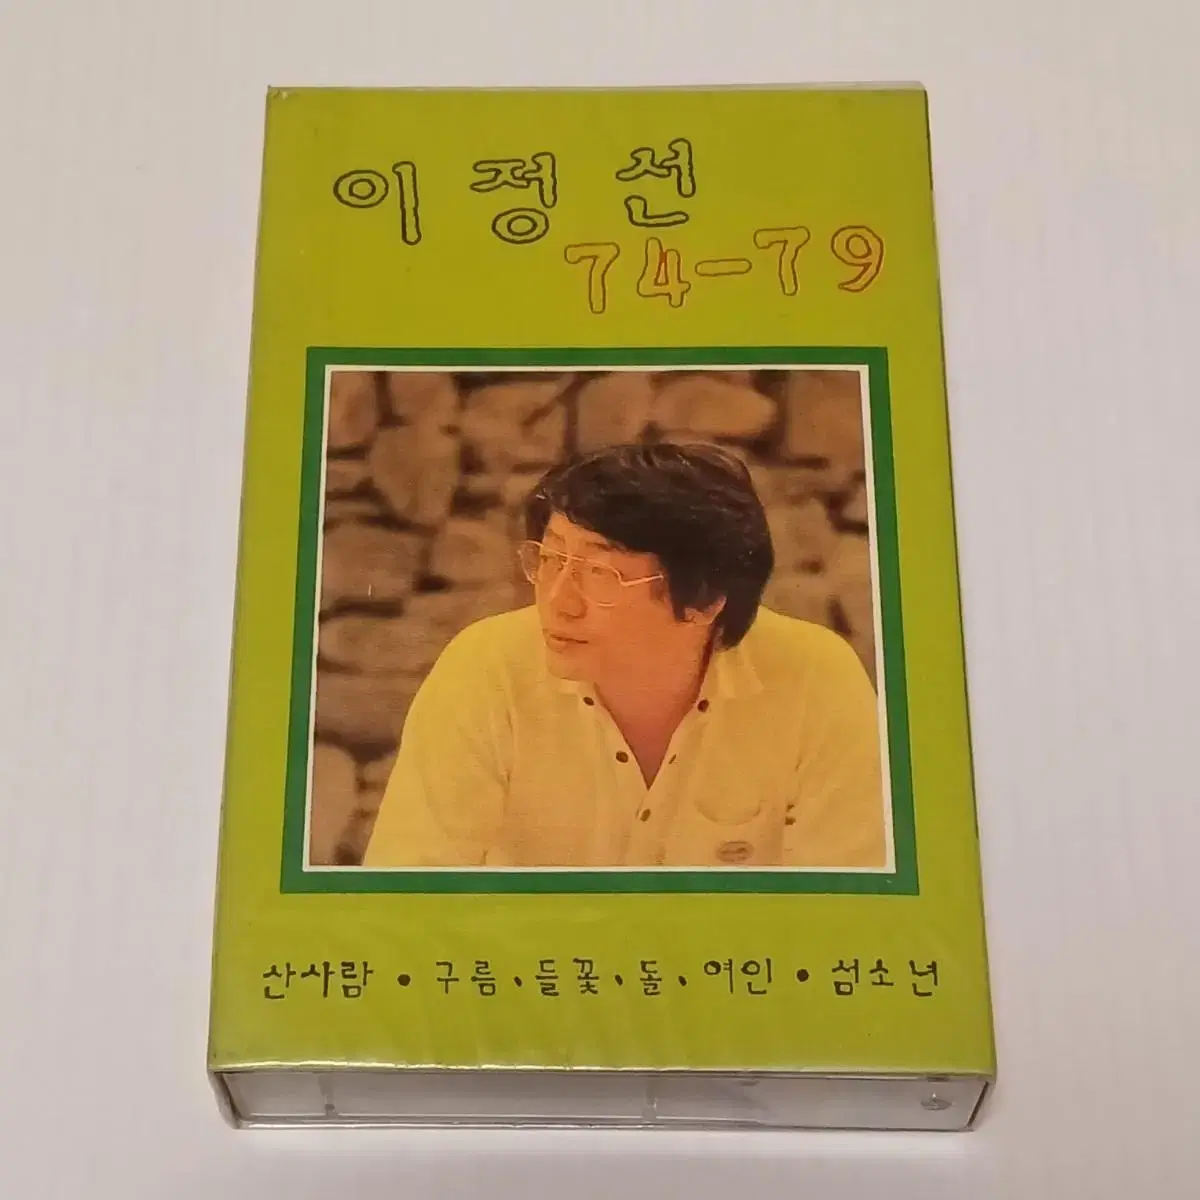 이정선
74-79
산사람 • 구름, 들꽃, 돌, 여인 • 섬소년